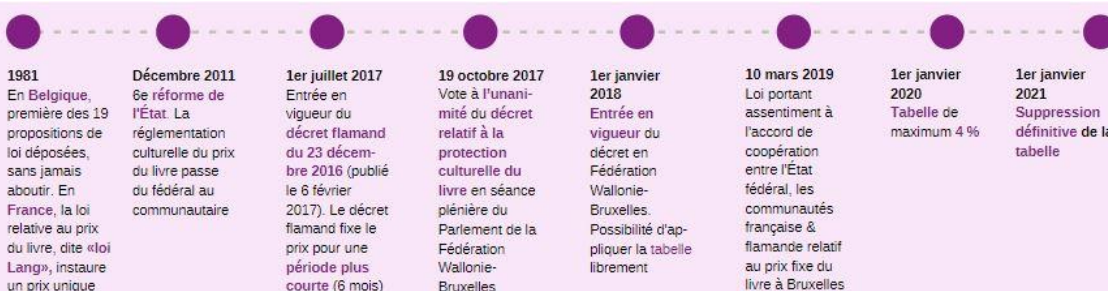 1981
En Belgique,
première des 19
propositions de
loi déposées,
sans jamais
aboutir. En
France, la loi
relative au prix
du livre, dite «loi
Lang», instaure
un prix unique
Décembre 2011
6e réforme de
l'État. La
réglementation
culturelle du prix
du livre passe
du fédéral au
communautaire
1er juillet 2017
Entrée en
vigueur du
décret flamand
du 23 décem-
bre 2016 (publié
le 6 février
2017). Le décret
flamand fixe le
prix pour une
période plus
courte (6 mois)
19 octobre 2017
Vote à l'unani-
mité du décret
relatif à la
protection
culturelle du
livre en séance
plénière du
Parlement de la
Fédération
Wallonie-
Bruxelles
1er janvier
2018
Entrée en
vigueur du
décret en
Fédération
Wallonie-
Bruxelles.
Possibilité d'ap-
pliquer la tabelle
librement
10 mars 2019
Loi portant
assentiment à
l'accord de
coopération
entre l'État
fédéral, les
communautés
française &
flamande relatif
au prix fixe du
livre à Bruxelles
1er janvier
2020
Tabelle de
maximum 4 %
1er janvier
2021
Suppression
définitive de la
tabelle